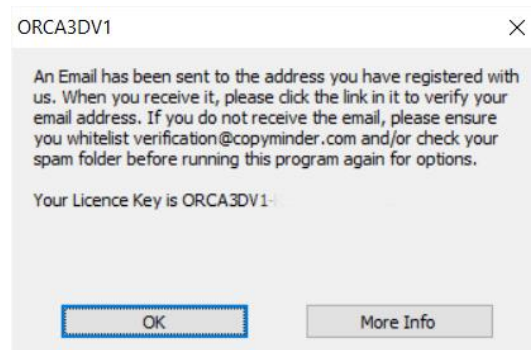 ORCA3DV1
An Email has been sent to the address you have registered with
us. When you receive it, please click the link in it to verify your
email address. If you do not receive the email, please ensure
you whitelist verification@copyminder.com and/or check your
spam folder before running this program again for options.
Your Licence Key is ORCA3DV1-
OK
More Info